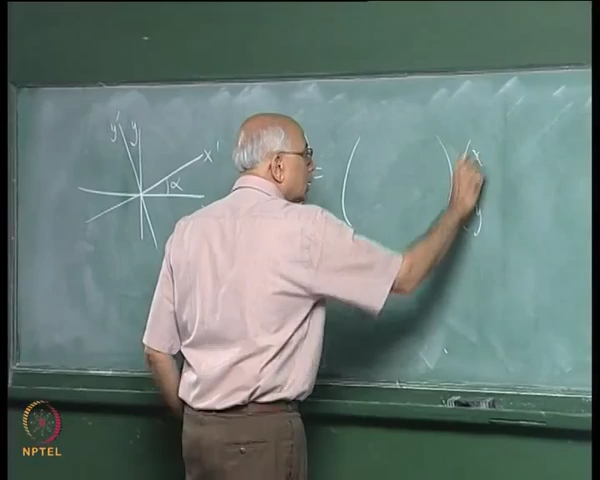 y' y
x'
α
= ( ) ( x
y
NPTEL